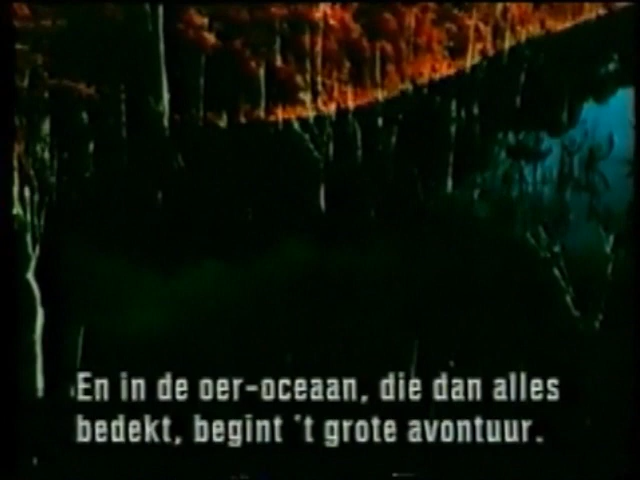 En in de oer-oceaan, die dan alles
bedekt, begint 't grote avontuur.